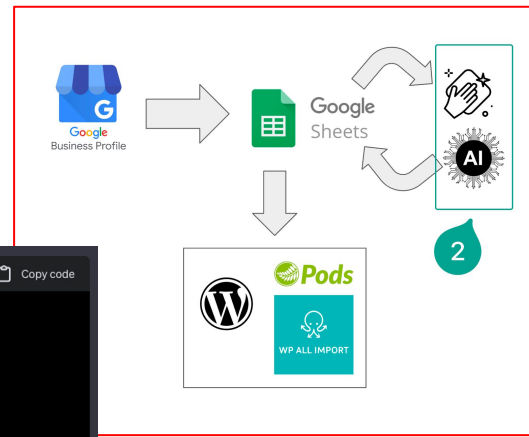 G
Google
Business Profile
Google
Sheets
AI
2
Copy code
W
Pods
WP ALL IMPORT